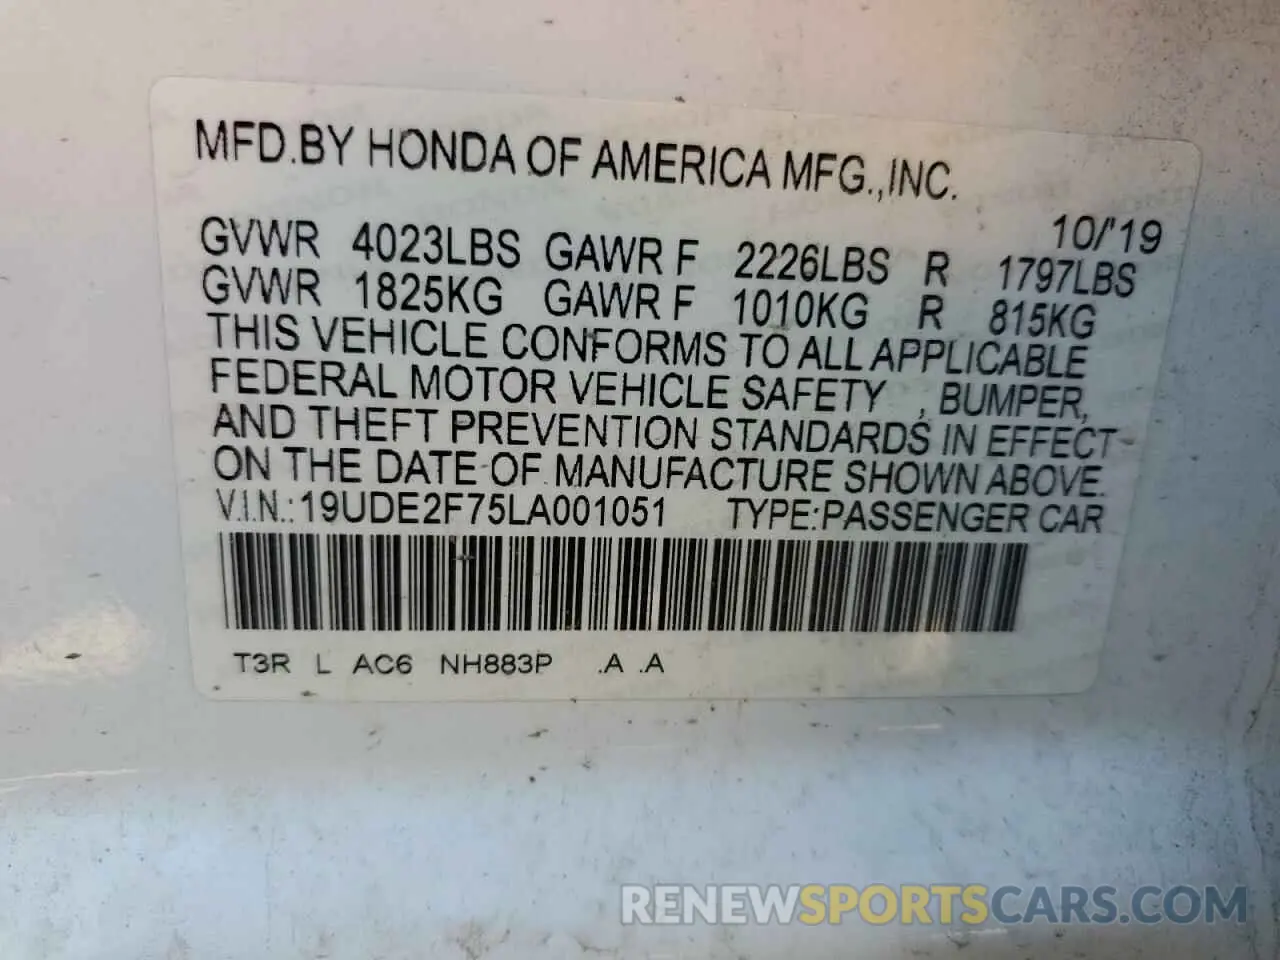 MFD.BY HONDA OF AMERICA MFG.,INC.
10/'19
GVWR 4023LBS GAWR F 2226LBS R 1797LBS
GVWR 1825KG GAWR F 1010KG R 815KG
THIS VEHICLE CONFORMS TO ALL APPLICABLE
FEDERAL MOTOR VEHICLE SAFETY , BUMPER,
AND THEFT PREVENTION STANDARDS IN EFFECT
ON THE DATE OF MANUFACTURE SHOWN ABOVE.
V.I.N.:19UDE2F75LA001051 TYPE:PASSENGER CAR
T3R L AC6 NH883P .A .A
RENEWSPORTSCARS.COM